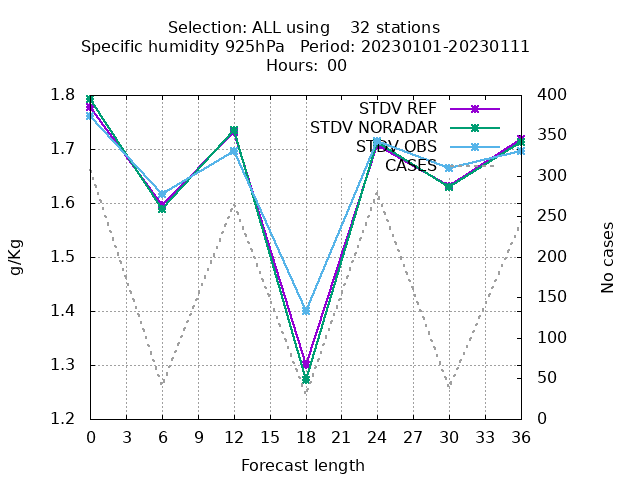 Selection: ALL using    32 stations
Specific humidity 925hPa   Period: 20230101-20230111
Hours: 00
1.8
1.7
1.6
1.5
1.4
1.3
1.2
g/Kg
STDV REF
STDV NORADAR
STDV OBS
CASES
400
350
300
250
200
150
100
50
0
No cases
0 3 6 9 12 15 18 21 24 27 30 33 36
Forecast length